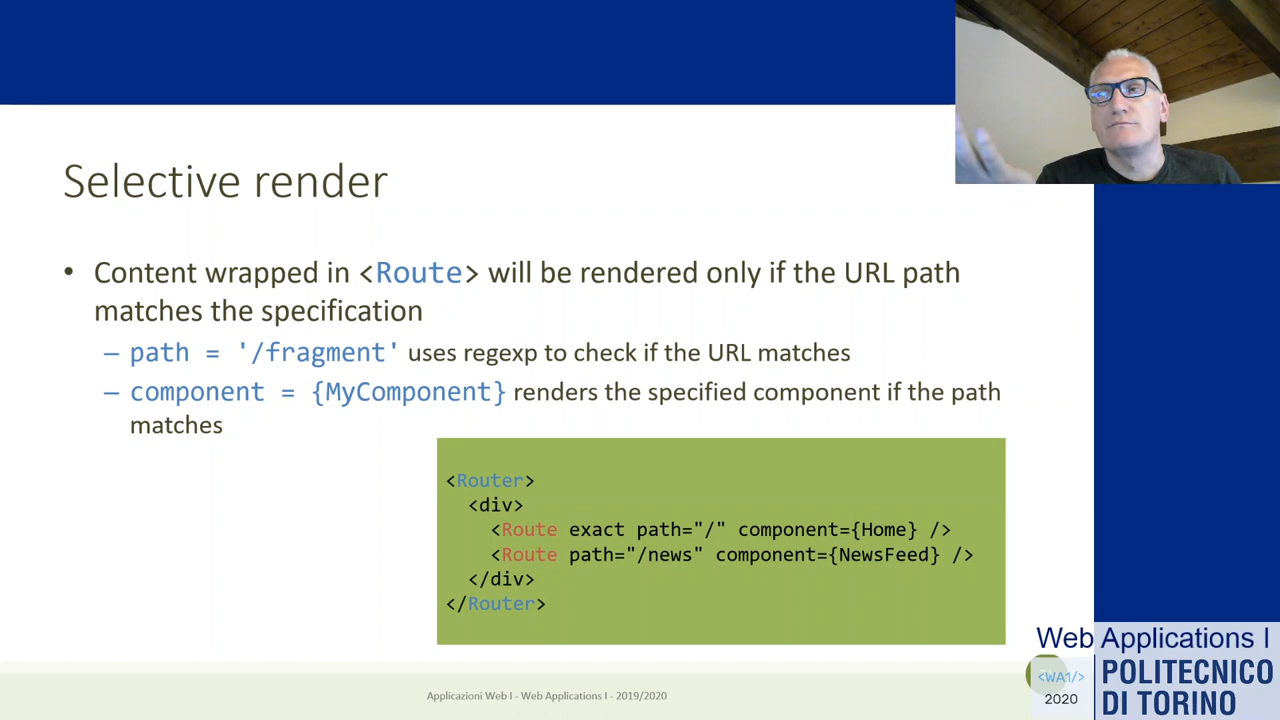 Selective render
• Content wrapped in <Route> will be rendered only if the URL path
matches the specification
– path = '/fragment' uses regexp to check if the URL matches
– component = {MyComponent} renders the specified component if the path
matches
<Router>
<div>
<Route exact path="/" component={Home} />
<Route path="/news" component={NewsFeed} />
</div>
</Router>
Applicazioni Web I - Web Applications I - 2019/2020
Web Applications I
<WA1/>
2020
POLITECNICO
DI TORINO